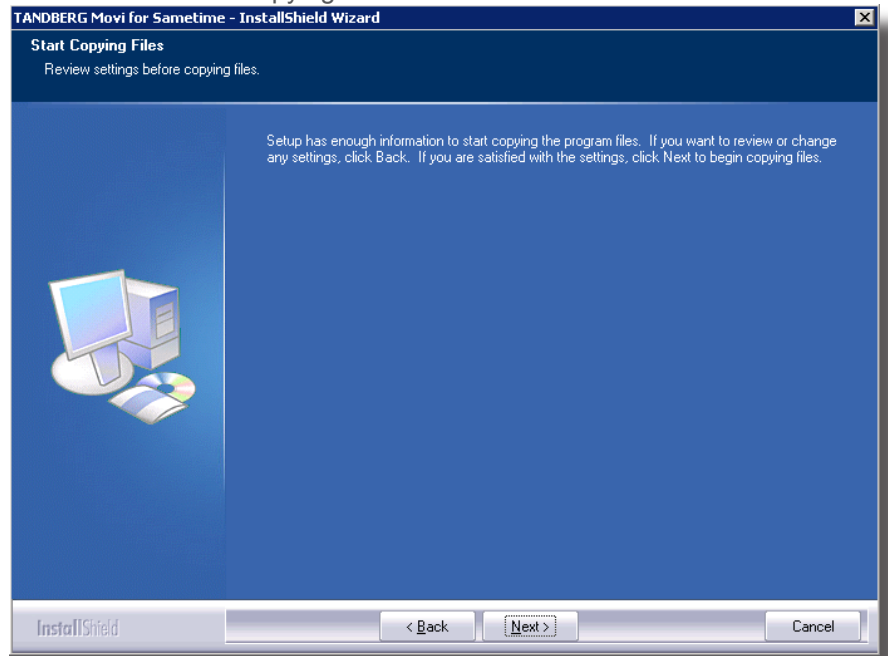 TANDBERG Movi for Sametime - InstallShield Wizard
Start Copying Files
Review settings before copying files.
Setup has enough information to start copying the program files. If you want to review or change
any settings, click Back. If you are satisfied with the settings, click Next to begin copying files.
InstallShield
< Back
Next >
Cancel